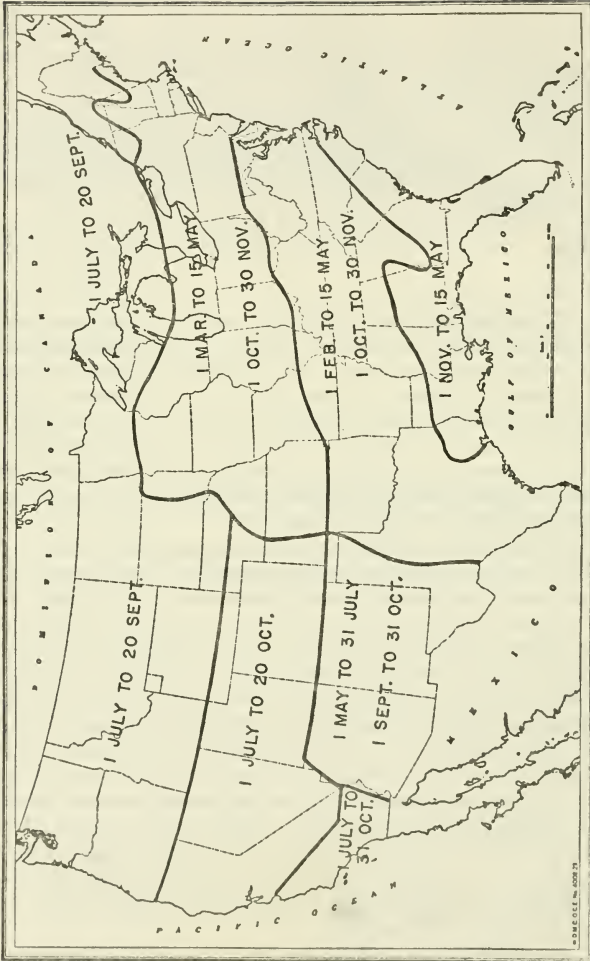 DOMINION OF CANADA
1 JULY TO 20 SEPT.
1 JULY TO 20 SEPT.
1 JULY TO 20 OCT.
1 MAR. TO 15 MAY
1 OCT. TO 30 NOV.
1 FEB. TO 15 MAY
1 OCT. TO 30 NOV.
1 MAY TO 31 JULY
1 SEPT. TO 31 OCT.
1 JULY TO
31 OCT.
1 NOV. TO 15 MAY
PACIFIC OCEAN
ATLANTIC OCEAN
MEXICO
GULF OF MEXICO